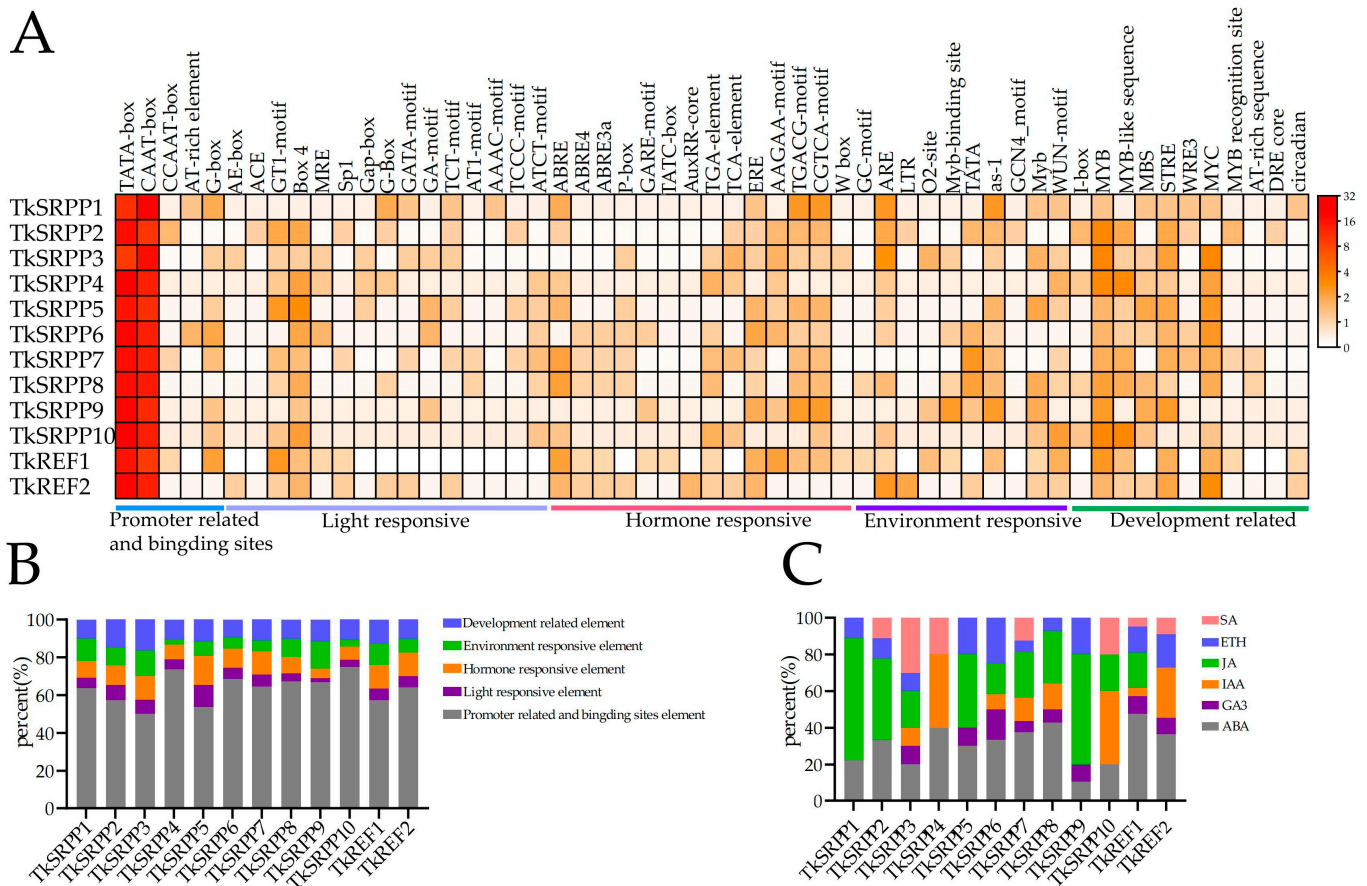 A
TATA-box
CAAT-box
CCAAT-box
AT-rich element
G-box
AE-box
ACE
GT1-motif
Box 4
MRE
Sp1
Gap-box
G-Box
GATA-motif
GA-motif
TCT-motif
AT1-motif
AAAC-motif
TCCC-motif
ATCT-motif
ABRE
ABRE4
ABRE3a
P-box
GARE-motif
TATC-box
AuxRR-core
TGA-element
TCA-element
ERE
AAGAA-motif
TGACG-motif
CGTCA-motif
W box
GC-motif
ARE
LTR
O2-site
Myb-binding site
TATA
as-1
GCN4_motif
Myb
WUN-motif
I-box
MYB
MYB-like sequence
MBS
STRE
WRE3
MYC
MYB recognition site
AT-rich sequence
DRE core
circadian
TkSRPP1
TkSRPP2
TkSRPP3
TkSRPP4
TkSRPP5
TkSRPP6
TkSRPP7
TkSRPP8
TkSRPP9
TkSRPP10
TkREF1
TkREF2
32
16
8
4
2
1
0
Promoter related
and bingding sites
Light responsive
Hormone responsive
Environment responsive
Development related
B
percent(%)
100
80
60
40
20
0
TkSRPP1
TkSRPP2
TkSRPP3
TkSRPP4
TkSRPP5
TkSRPP6
TkSRPP7
TkSRPP8
TkSRPP9
TkSRPP10
TkREF1
TkREF2
Development related element
Environment responsive element
Hormone responsive element
Light responsive element
Promoter related and bingding sites element
C
percent(%)
100
80
60
40
20
0
TkSRPP1
TkSRPP2
TkSRPP3
TkSRPP4
TkSRPP5
TkSRPP6
TkSRPP7
TkSRPP8
TkSRPP9
TkSRPP10
TkREF1
TkREF2
SA
ETH
JA
IAA
GA3
ABA